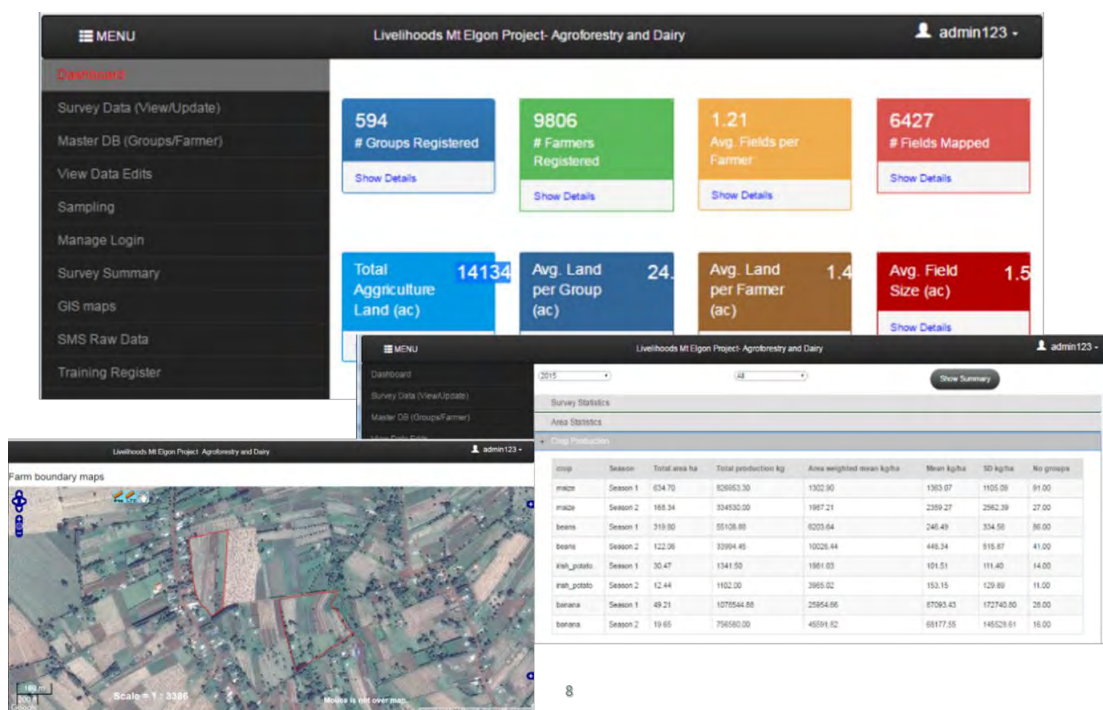 MENU
Livelihoods Mt Elgon Project- Agroforestry and Dairy
admin123
Dashboard
Survey Data (View/Update)
Master DB (Groups/Farmer)
View Data Edits
Sampling
Manage Login
Survey Summary
GIS maps
SMS Raw Data
Training Register
594
# Groups Registered
Show Details
9806
# Farmers
Registered
Show Details
1.21
Avg. Fields per
Farmer
Show Details
6427
# Fields Mapped
Show Details
Total 14134
Aggriculture
Land (ac)
Avg. Land 24.
per Group
(ac)
Avg. Land 1.4
per Farmer
(ac)
Avg. Field 1.5
Size (ac)
Show Details
MENU
Livelihoods Mt Elgon Project- Agroforestry and Dairy
admin123
Dashboard
Survey Data (View/Update)
Master DB (Groups/Farmer)
View Data Edits
2015 All Show Summary
Survey Statistics
Area Statistics
Crop Production
crop Season Total area ha Total production kg Area weighted mean kg/ha Mean kg/ha SD kg/ha No groups
maize Season 1 634.70 826953.30 1302.90 1363.07 1105.09 91.00
maize Season 2 168.34 334530.00 1987.21 2359.27 2562.39 27.00
beans Season 1 319.80 55108.88 6203.64 246.49 334.56 86.00
beans Season 2 122.06 33994.45 10026.44 448.34 515.87 41.00
irish_potato Season 1 30.47 1341.50 1981.83 101.51 111.40 14.00
irish_potato Season 2 12.44 1102.00 3965.02 153.15 129.89 11.00
banana Season 1 49.21 1076544.88 25954.66 87093.43 172740.80 28.00
banana Season 2 19.65 756580.00 45591.82 68177.55 145528.61 16.00
Livelihoods Mt Elgon Project Agroforestry and Dairy
admin123
Farm boundary maps
Scale = 1 : 3386
Mouse is not over map.
8